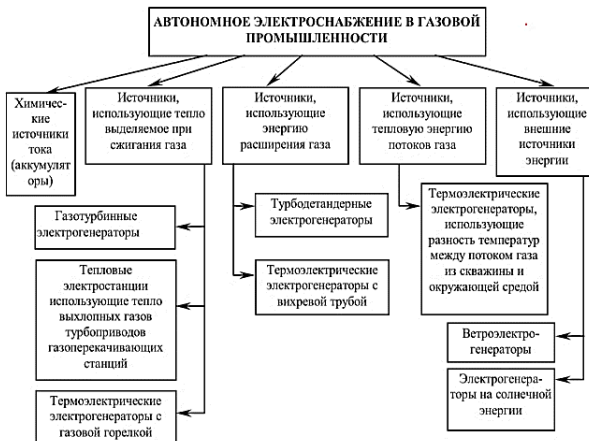 АВТОНОМНОЕ ЭЛЕКТРОСНАБЖЕНИЕ В ГАЗОВОЙ
ПРОМЫШЛЕННОСТИ
Химичес-
кие
источники
тока
(аккумулят
оры)
Источники,
использующие тепло
выделяемое при
сжигания газа
Источники,
использующие
энергию
расширения газа
Источники,
использующие
тепловую энергию
потоков газа
Источники,
использующие
внешние
источники
энергии
Газотурбинные
электрогенераторы
Тепловые
электростанции
использующие тепло
выхлопных газов
турбоприводов
газоперекачивающих
станций
Термоэлектрические
электрогенераторы с
газовой горелкой
Турбодетандерные
электрогенераторы
Термоэлектрические
электрогенераторы с
вихревой трубой
Термоэлектрические
электрогенераторы,
использующие
разность температур
между потоком газа
из скважины и
окружающей средой
Ветроэлектро-
генераторы
Электрогенера-
торы на солнечной
энергии